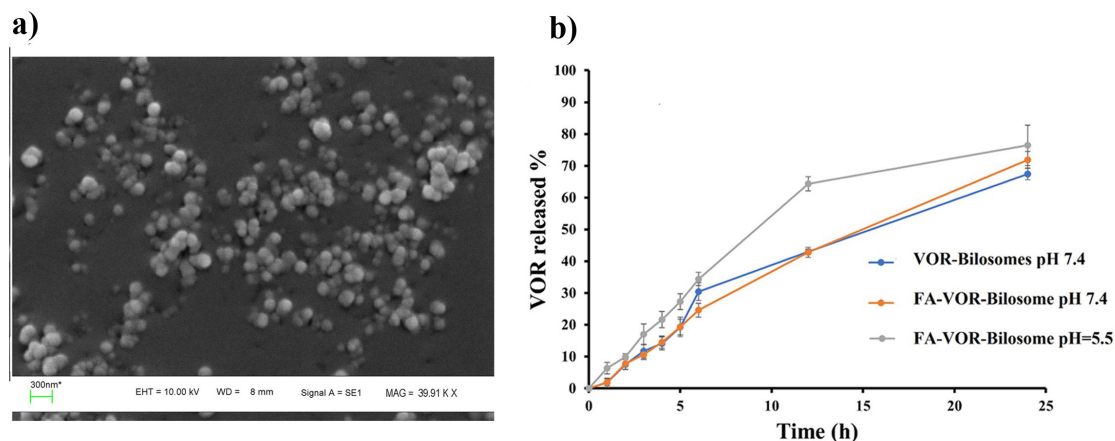 a)
300nm*
EHT = 10.00 kV WD = 8 mm Signal A = SE1 MAG = 39.91 K X
b)
VOR released %
100
90
80
70
60
50
40
30
20
10
0
0 5 10 15 20 25
Time (h)
VOR-Bilosomes pH 7.4
FA-VOR-Bilosome pH 7.4
FA-VOR-Bilosome pH=5.5